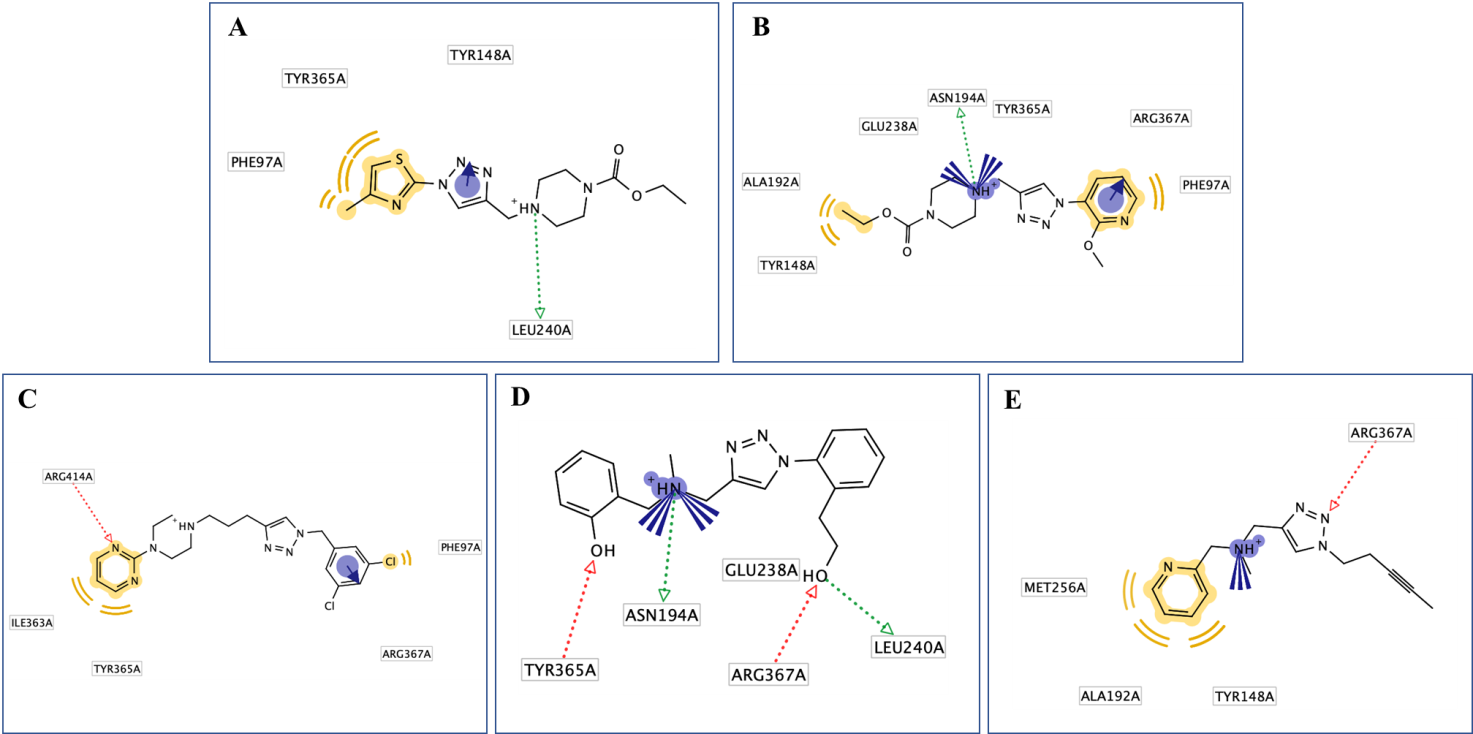 A
TYR148A
TYR365A
PHE97A
S
N
N
N
N
+
HN
N
O
O
LEU240A
B
ASN194A
TYR365A
GLU238A
ARG367A
ALA192A
PHE97A
TYR148A
O
O
N
NH+
N
N
N
N
O
C
ARG414A
N
N
N
+
HN
N
N
N
Cl
Cl
PHE97A
ILE363A
TYR365A
ARG367A
D
N
N
N
+
HN
OH
GLU238A
HO
ASN194A
LEU240A
TYR365A
ARG367A
E
ARG367A
N
N
N
NH+
N
MET256A
ALA192A
TYR148A